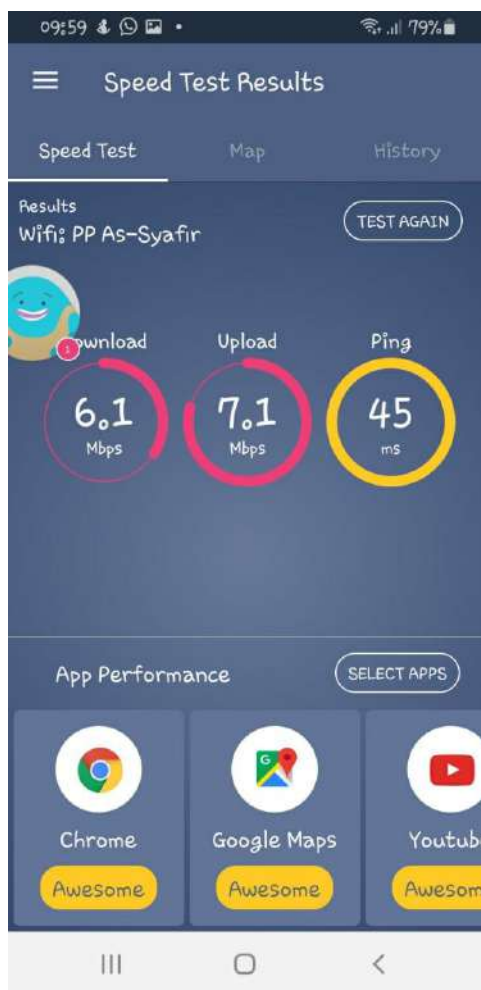 09:59 79%
Speed Test Results
Speed Test Map History
Results
Wifi: PP As-Syafir
TEST AGAIN
ownload Upload Ping
1
6.1 7.1 45
Mbps Mbps ms
App Performance SELECT APPS
G
Chrome Google Maps Youtub
Awesome Awesome Awesom